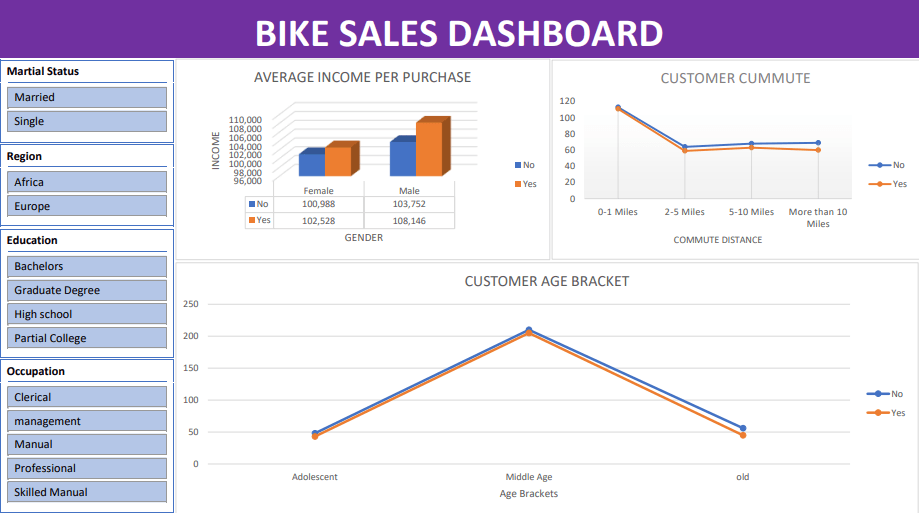 BIKE SALES DASHBOARD
Martial Status
Married
Single
Region
Africa
Europe
Education
Bachelors
Graduate Degree
High school
Partial College
Occupation
Clerical
management
Manual
Professional
Skilled Manual
AVERAGE INCOME PER PURCHASE
INCOME
110,000
108,000
106,000
104,000
102,000
100,000
98,000
96,000
Female Male
No 100,988 103,752
Yes 102,528 108,146
GENDER
No
Yes
CUSTOMER CUMMUTE
120
100
80
60
40
20
0
0-1 Miles 2-5 Miles 5-10 Miles More than 10
Miles
COMMUTE DISTANCE
No
Yes
CUSTOMER AGE BRACKET
250
200
150
100
50
0
Adolescent Middle Age old
Age Brackets
No
Yes